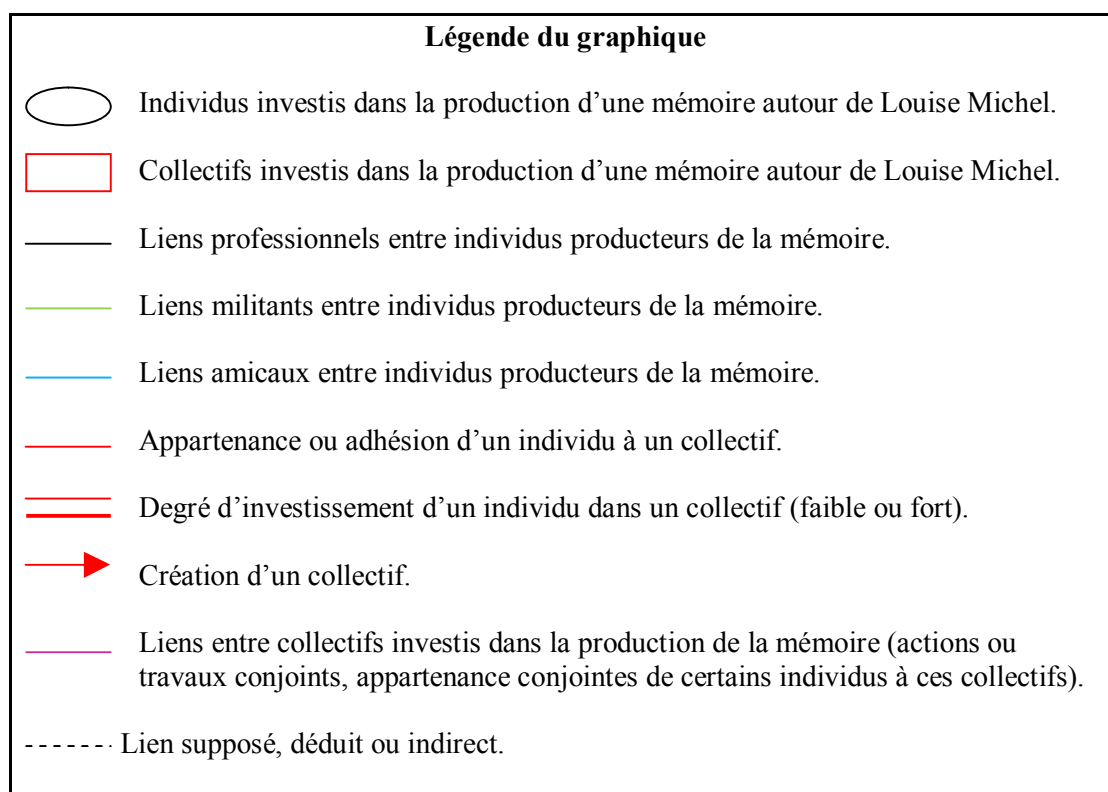 Légende du graphique
Individus investis dans la production d’une mémoire autour de Louise Michel.
Collectifs investis dans la production d’une mémoire autour de Louise Michel.
Liens professionnels entre individus producteurs de la mémoire.
Liens militants entre individus producteurs de la mémoire.
Liens amicaux entre individus producteurs de la mémoire.
Appartenance ou adhésion d’un individu à un collectif.
Degré d’investissement d’un individu dans un collectif (faible ou fort).
Création d’un collectif.
Liens entre collectifs investis dans la production de la mémoire (actions ou
travaux conjoints, appartenance conjointes de certains individus à ces collectifs).
Lien supposé, déduit ou indirect.